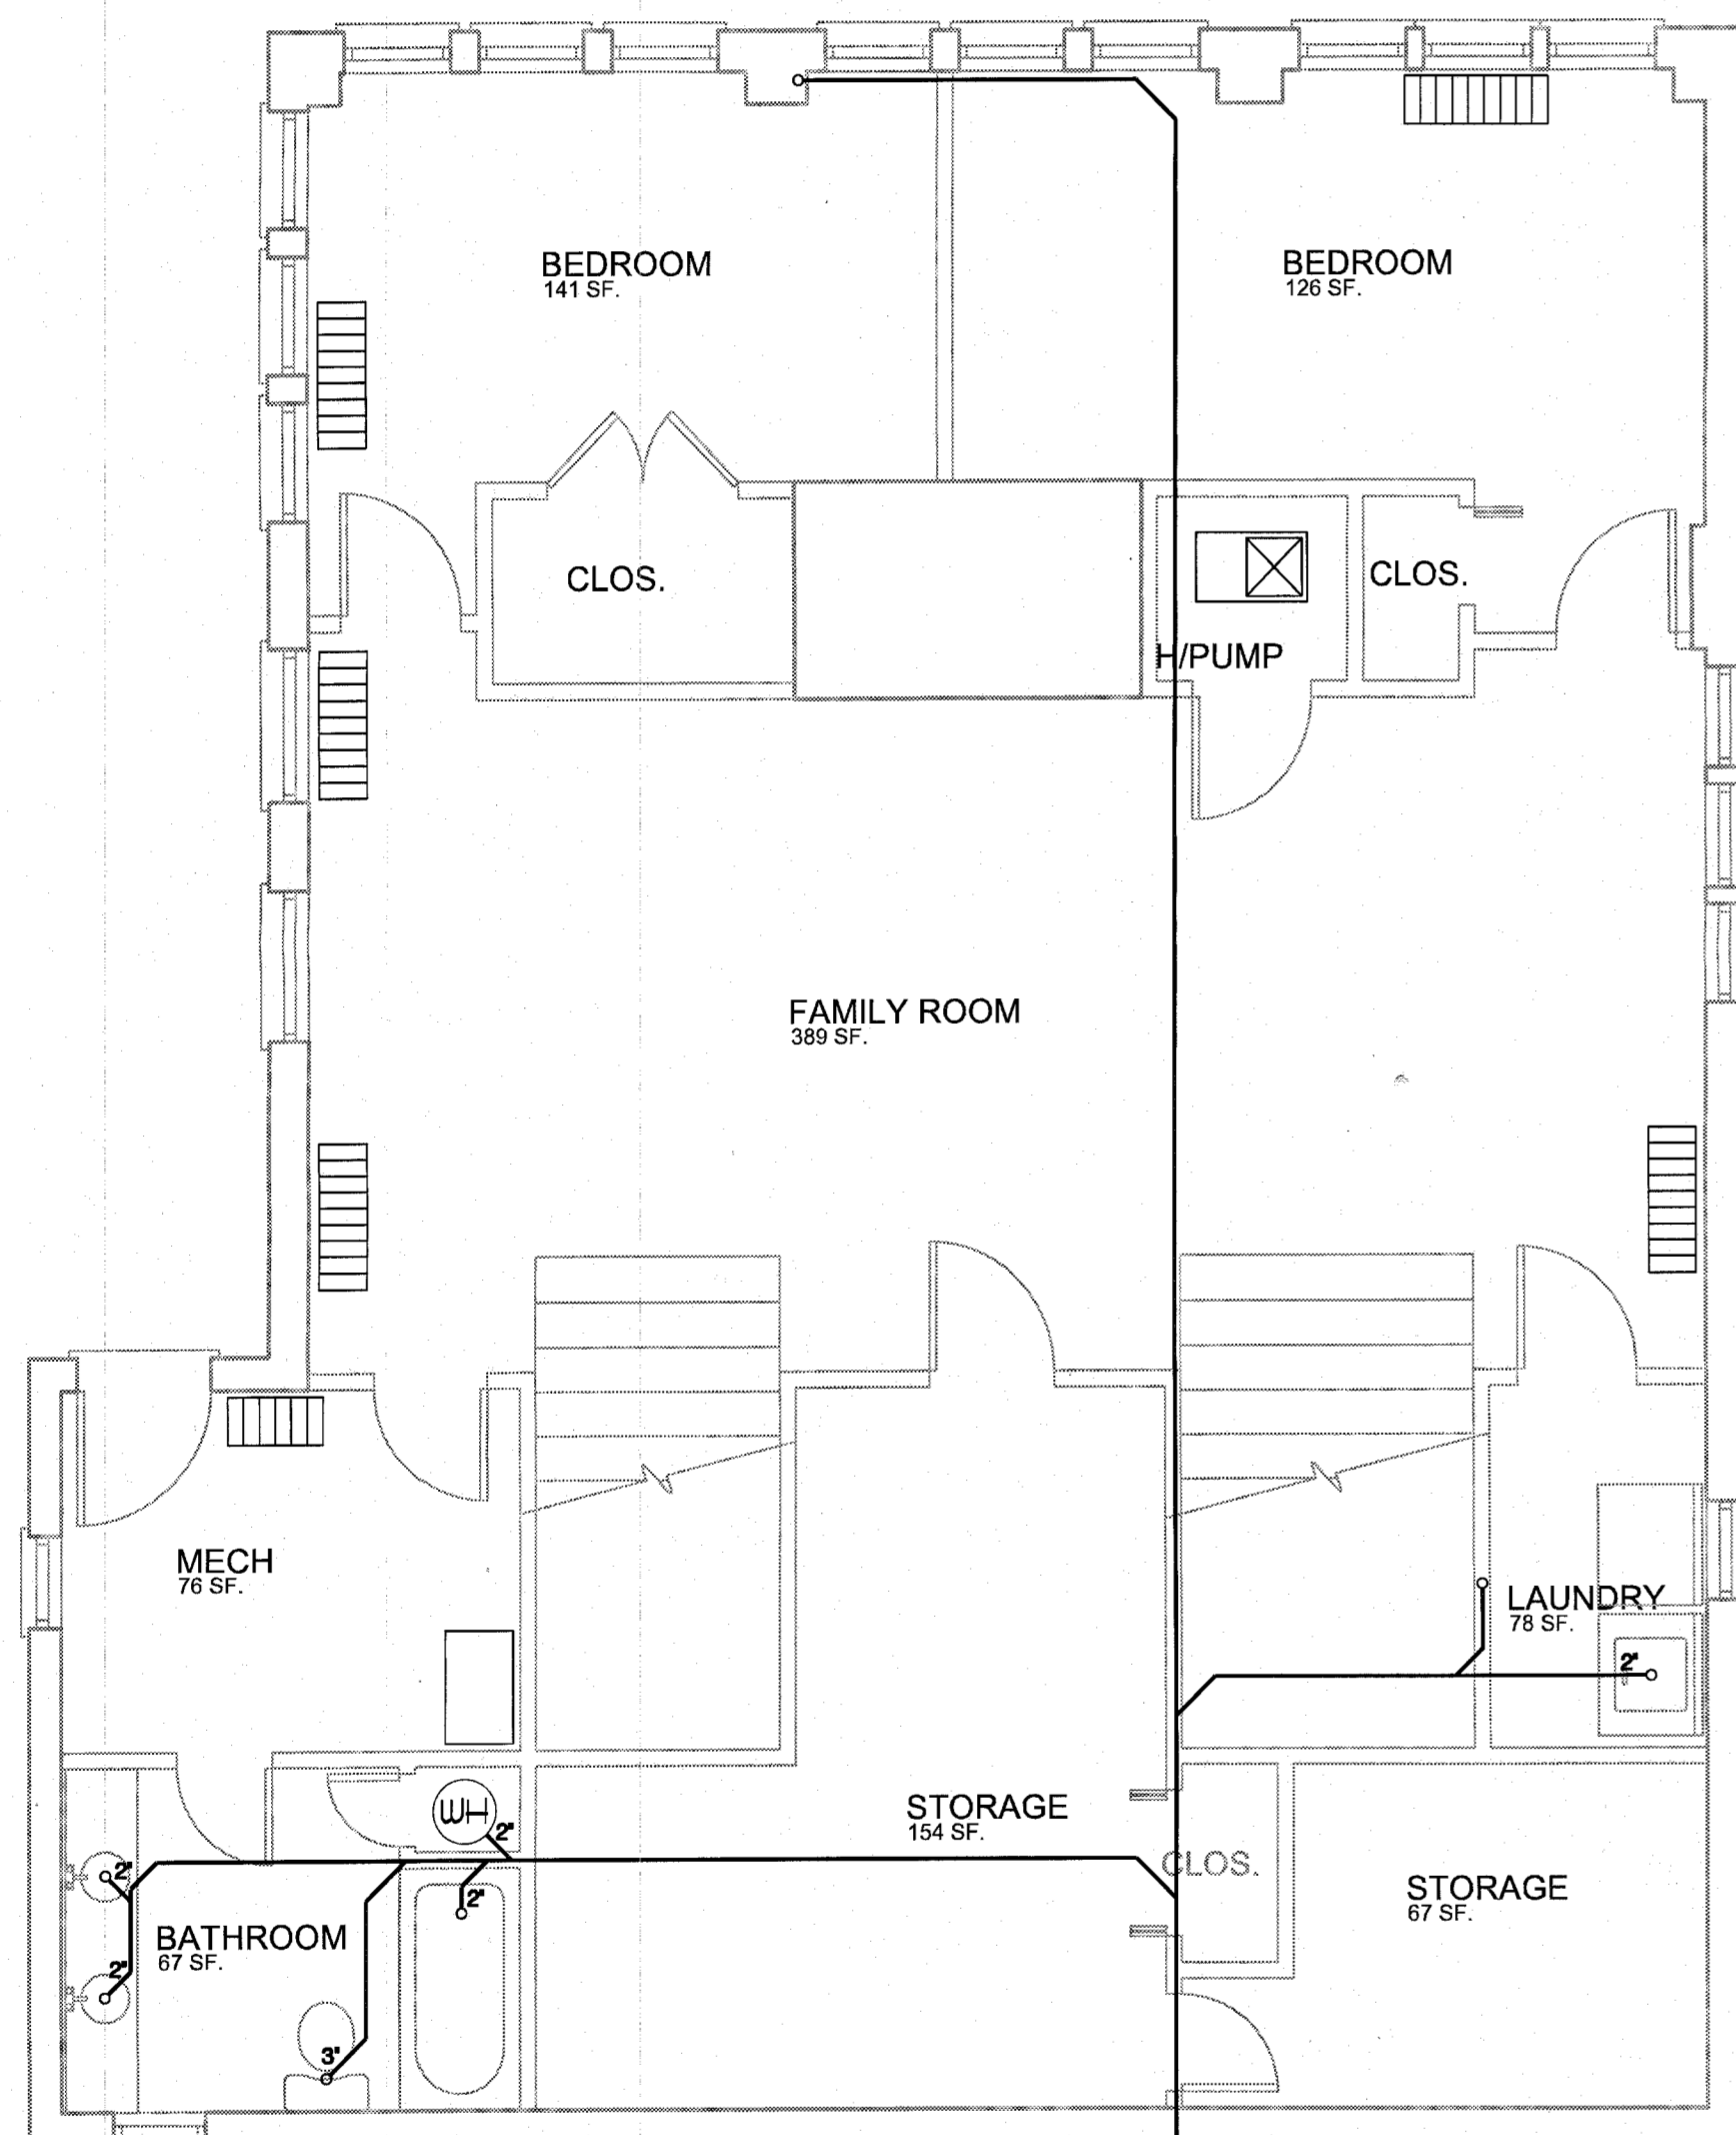 BEDROOM
141 SF.
BEDROOM
126 SF.
CLOS.
CLOS.
H/PUMP
FAMILY ROOM
389 SF.
MECH
76 SF.
LAUNDRY
78 SF.
2"
STORAGE
154 SF.
WH
2"
CLOS.
2"
2"
STORAGE
67 SF.
BATHROOM
67 SF.
2"
3"